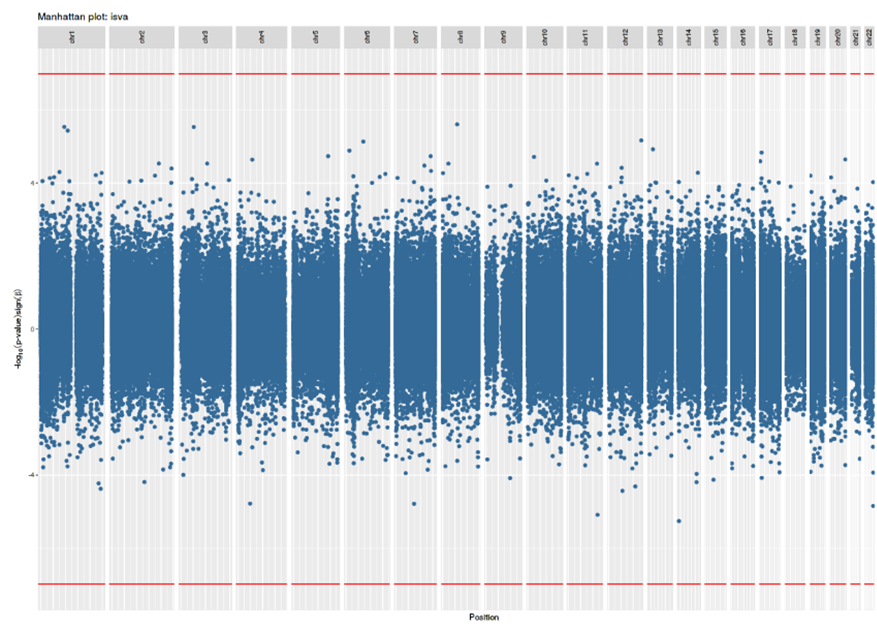 Manhattan plot: isva
chr1 chr2 chr3 chr4 chr5 chr6 chr7 chr8 chr9 chr10 chr11 chr12 chr13 chr14 chr15 chr16 chr17 chr18 chr19 chr20 chr21 chr22
-log₁₀(p-value)sign(β)
4
0
-4
Position